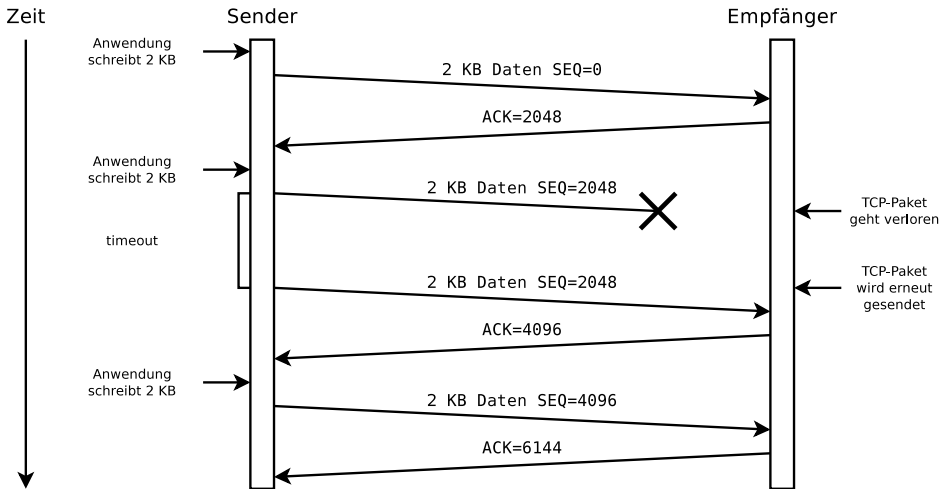 Zeit
Sender
Empfänger
Anwendung
schreibt 2 KB
2 KB Daten SEQ=0
ACK=2048
Anwendung
schreibt 2 KB
2 KB Daten SEQ=2048
TCP-Paket
geht verloren
timeout
2 KB Daten SEQ=2048
TCP-Paket
wird erneut
gesendet
ACK=4096
Anwendung
schreibt 2 KB
2 KB Daten SEQ=4096
ACK=6144